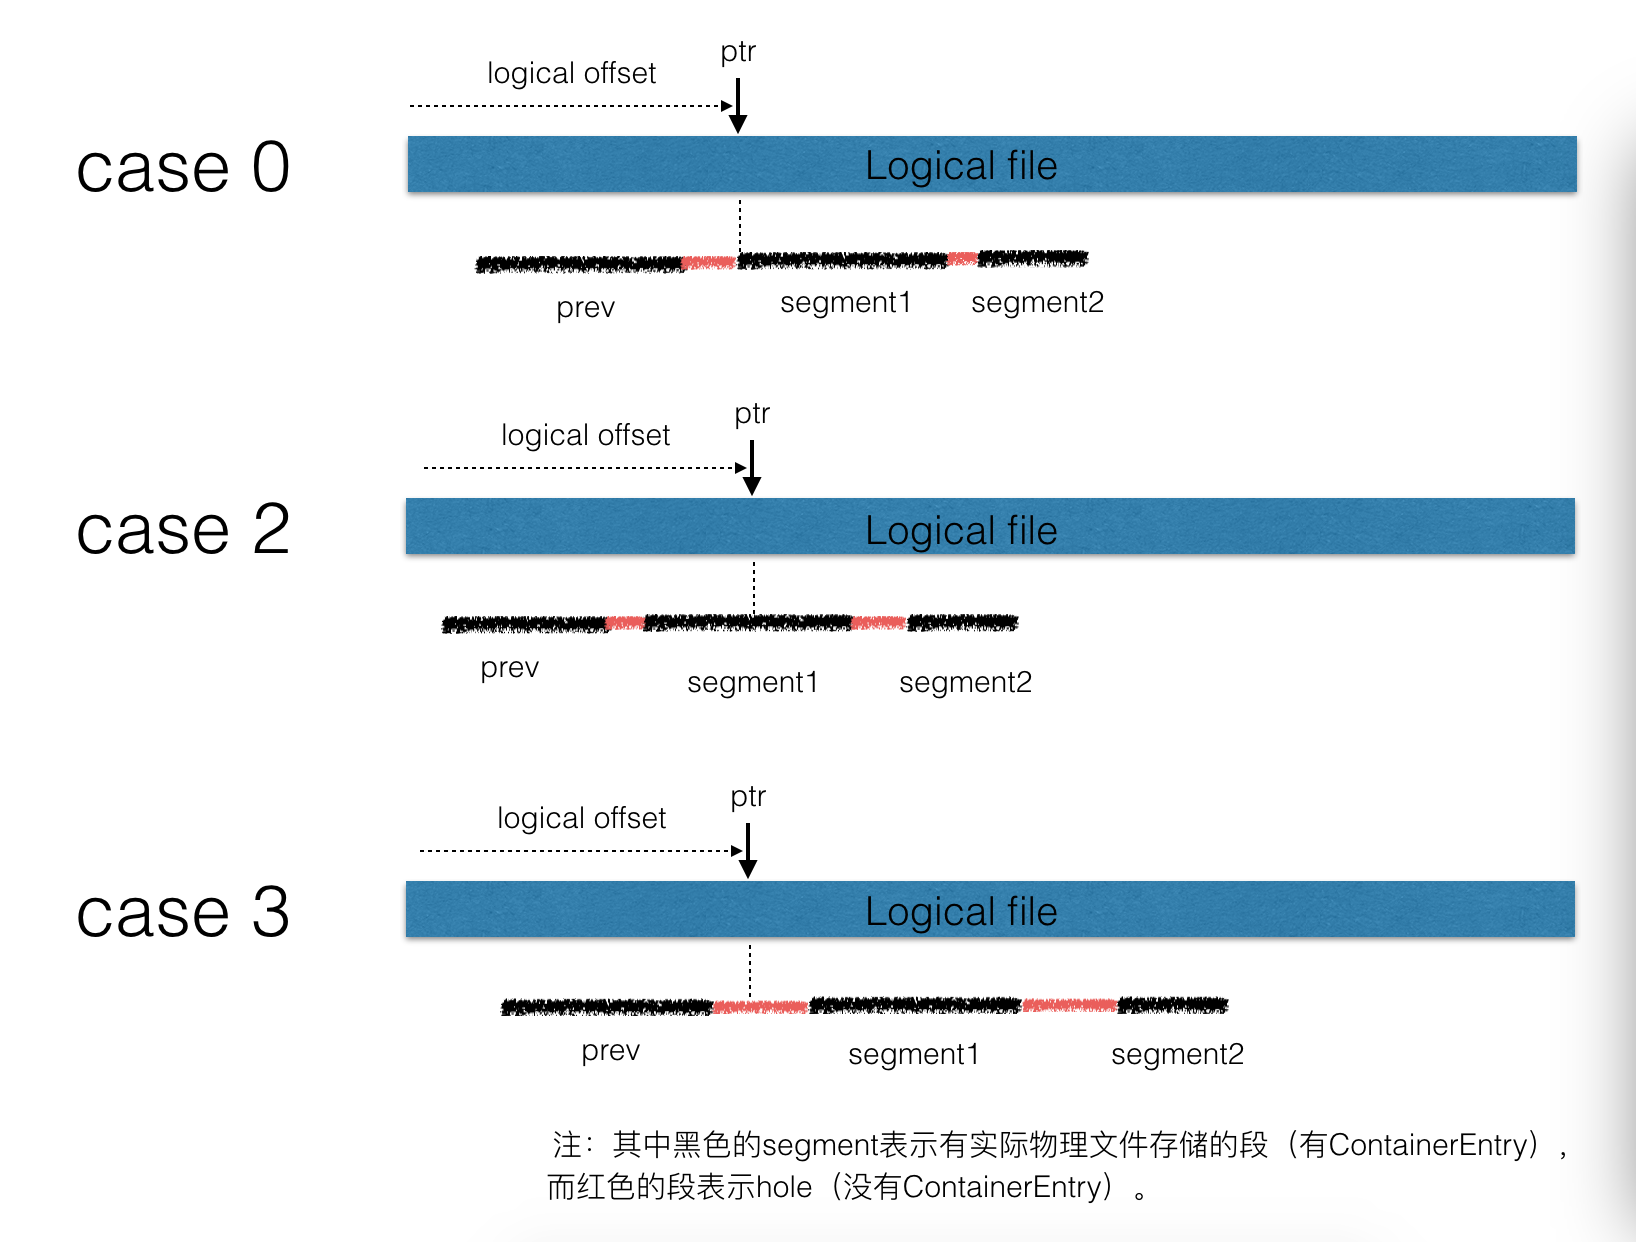 ptr
logical offset
case 0
Logical file
prev
segment1
segment2
ptr
logical offset
case 2
Logical file
prev
segment1
segment2
ptr
logical offset
case 3
Logical file
prev
segment1
segment2
注：其中黑色的segment表示有实际物理文件存储的段（有ContainerEntry），
而红色的段表示hole（没有ContainerEntry）。